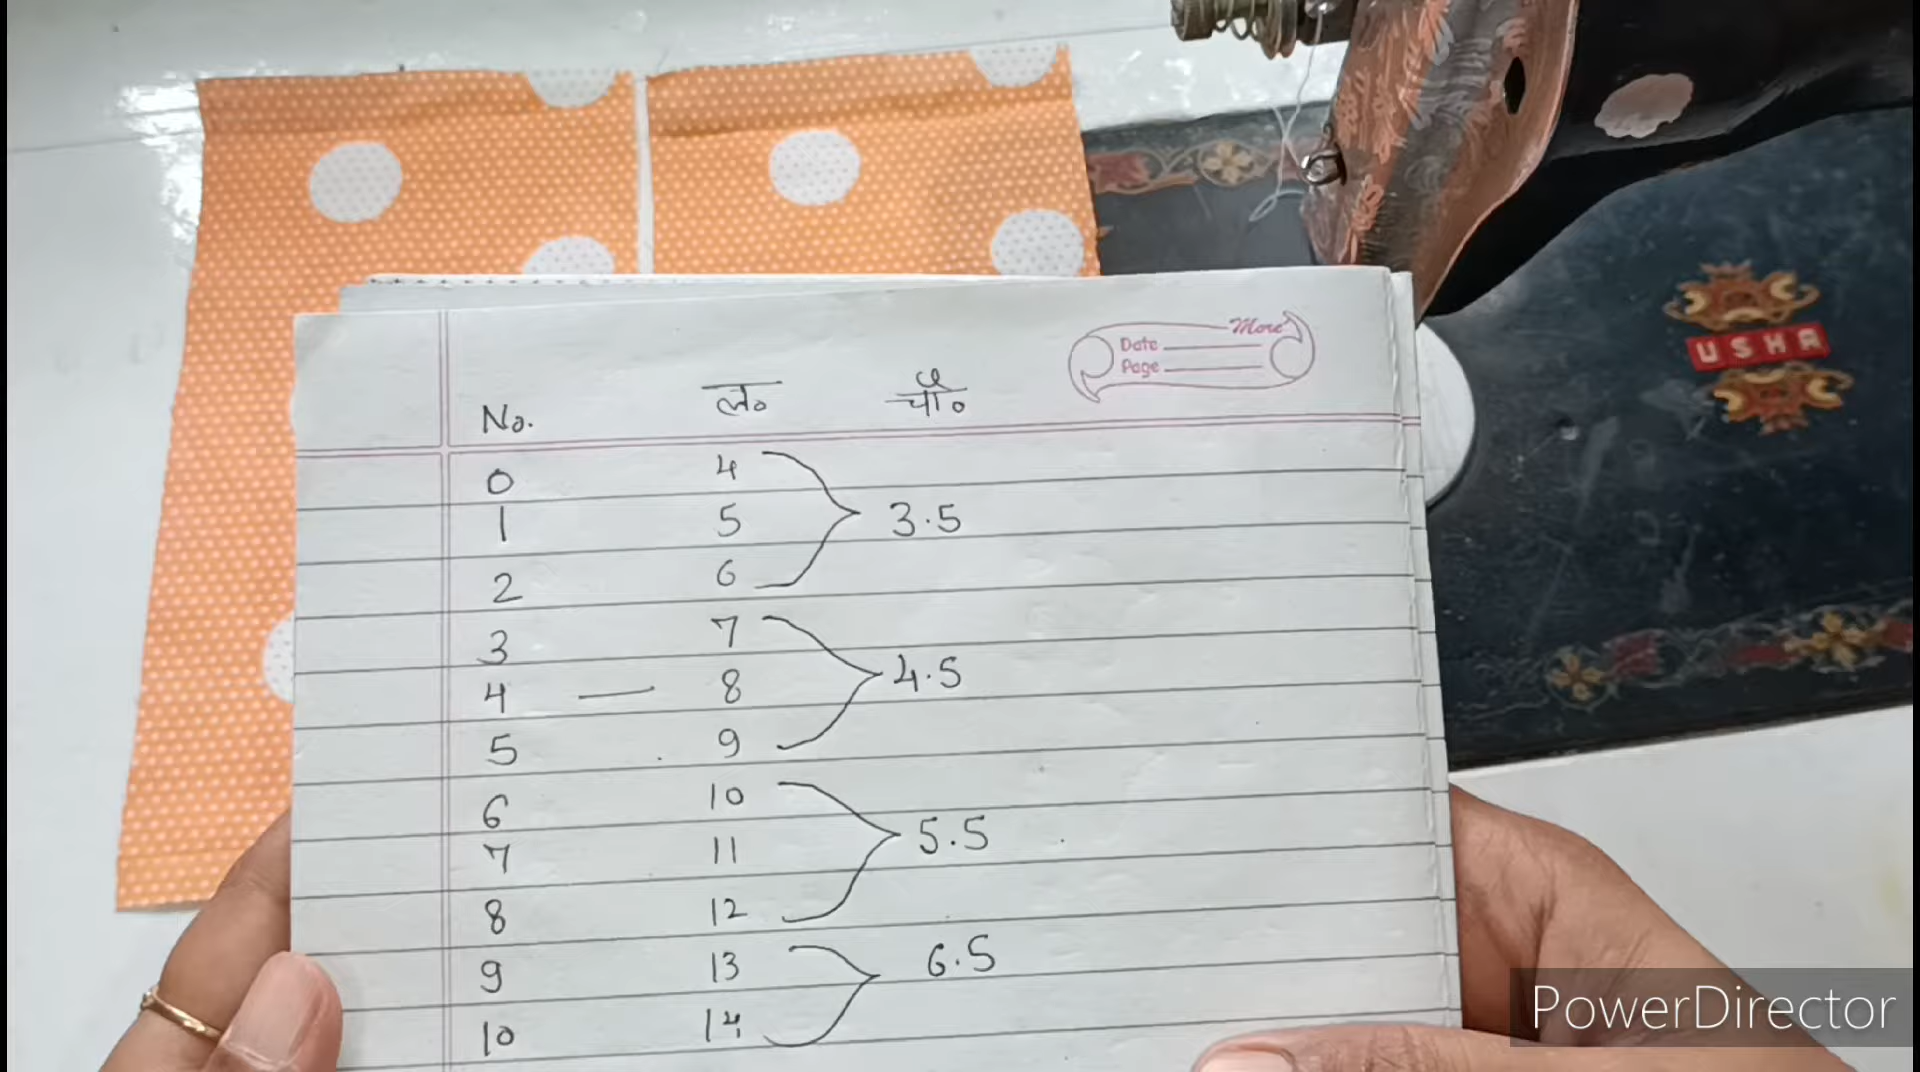 More
Date
Page
No. ल० चौ०
0 4
1 5 3.5
2 6
3 7
4 — 8 4.5
5 9
6 10
7 11 5.5
8 12
9 13 6.5
10 14
USHA
PowerDirector